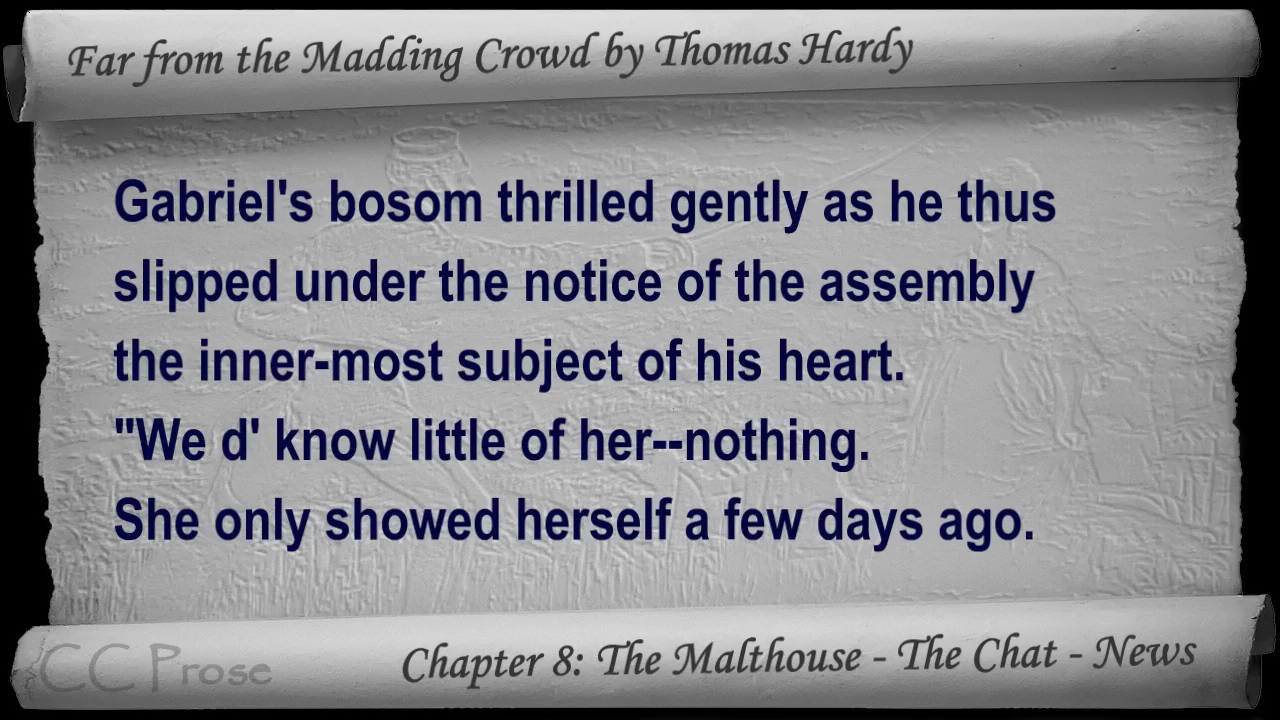 Far from the Madding Crowd by Thomas Hardy
Gabriel's bosom thrilled gently as he thus
slipped under the notice of the assembly
the inner-most subject of his heart.
"We d' know little of her--nothing.
She only showed herself a few days ago.
CC Prose
Chapter 8: The Malthouse - The Chat - News